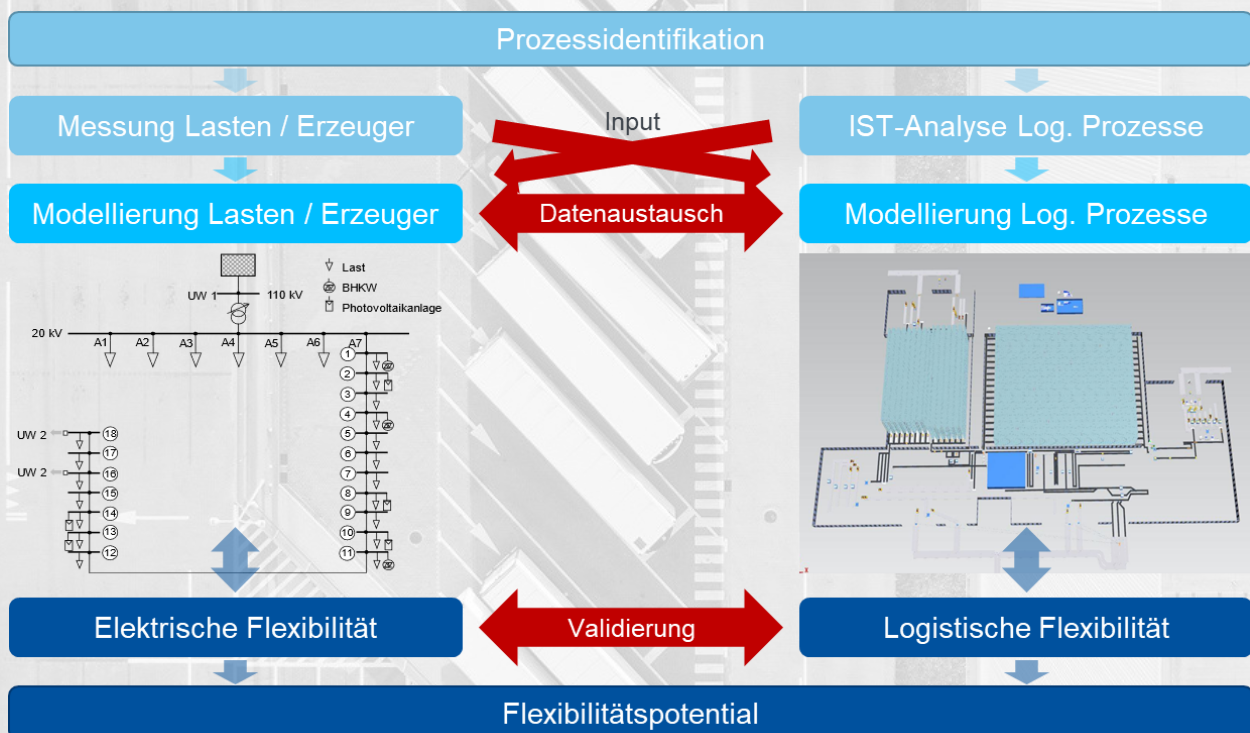 Prozessidentifikation
Messung Lasten / Erzeuger
Input
IST-Analyse Log. Prozesse
Modellierung Lasten / Erzeuger
Datenaustausch
Modellierung Log. Prozesse
Last
BHKW
Photovoltaikanlage
UW 1
110 kV
20 kV
A1 A2 A3 A4 A5 A6 A7
1
2
3
4
5
6
7
8
9
10
11
UW 2
18
17
UW 2
16
15
14
13
12
Elektrische Flexibilität
Validierung
Logistische Flexibilität
Flexibilitätspotential